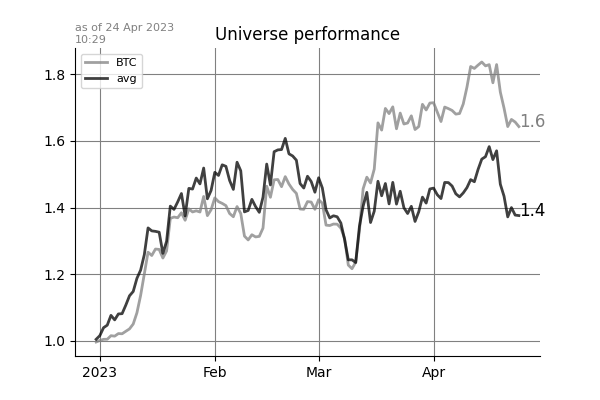 as of 24 Apr 2023
10:29
Universe performance
BTC
avg
1.8
1.6
1.4
1.2
1.0
1.6
1.4
2023
Feb
Mar
Apr